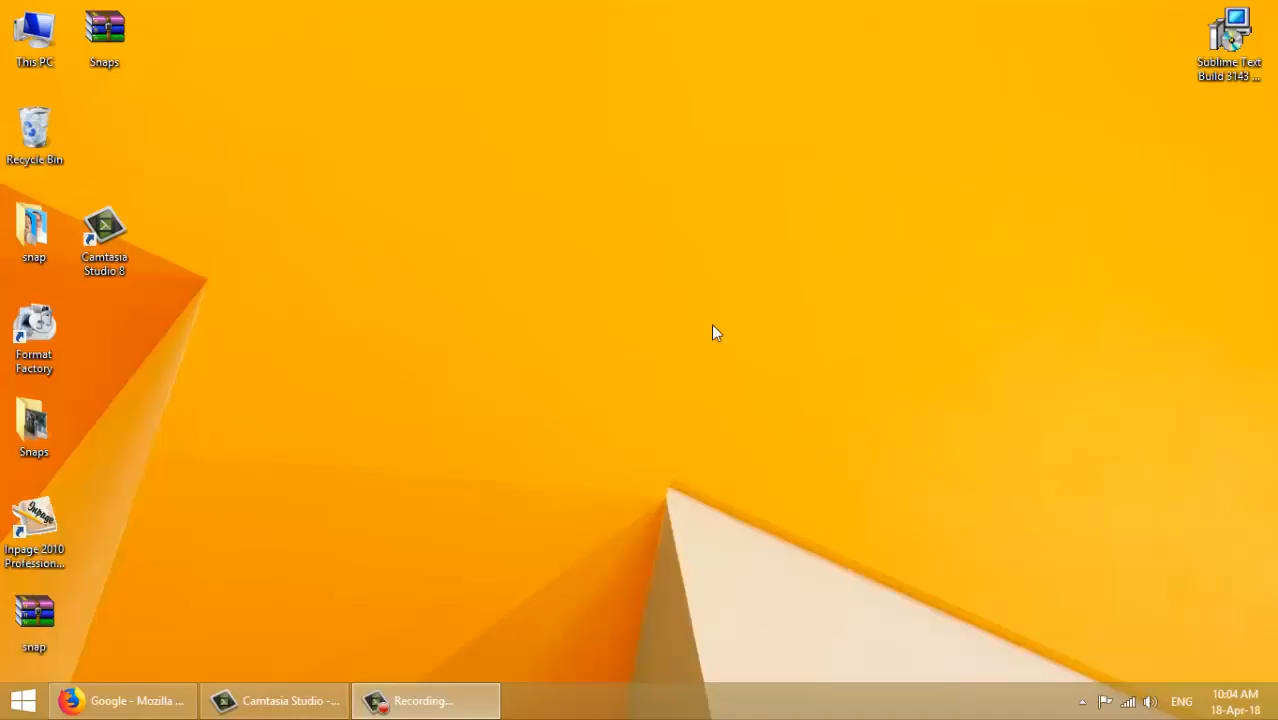 This PC
Snaps
Sublime Text
Build 3143 ...
Recycle Bin
snap
Camtasia
Studio 8
Format
Factory
Snaps
Inpage
Inpage 2010
Profession...
snap
Google - Mozilla ...
Camtasia Studio -...
Recording...
ENG
10:04 AM
18-Apr-18